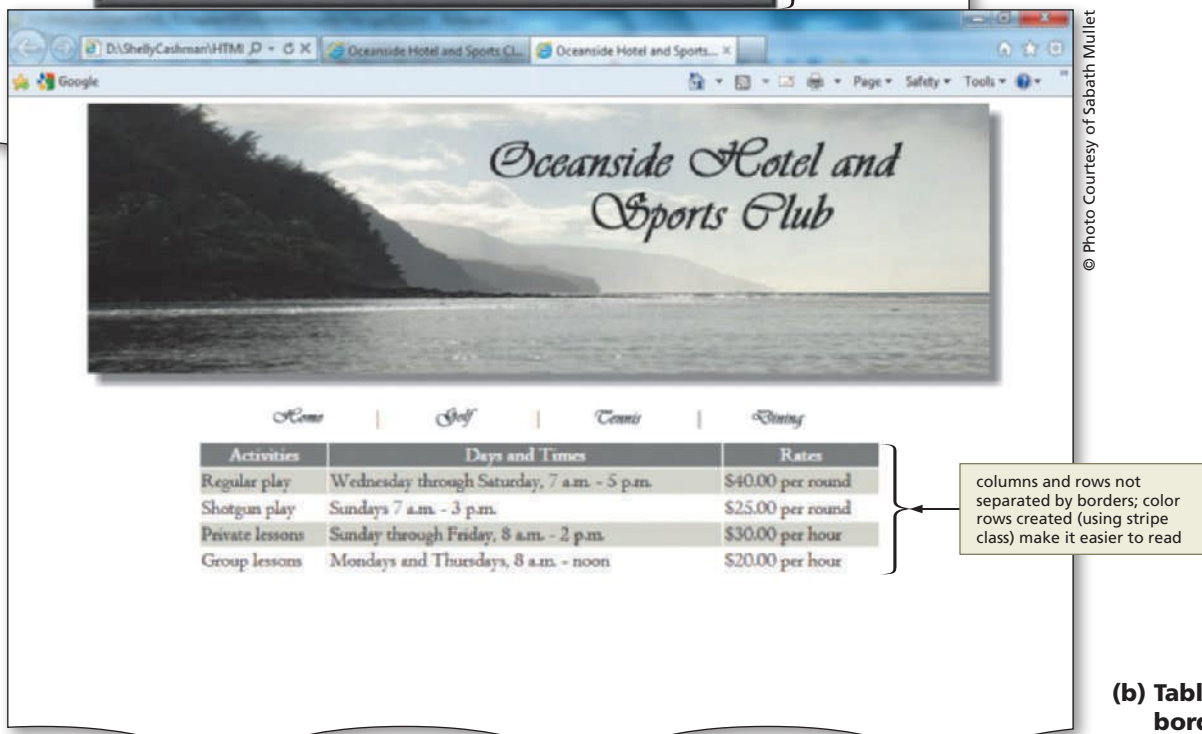 D:\ShellyCashman\HTMl
Oceanside Hotel and Sports Cl...
Oceanside Hotel and Sports...
Google
Page
Safety
Tools
© Photo Courtesy of Sabath Mullet
Oceanside Hotel and
Sports Club
Home | Golf | Tennis | Dining
Activities Days and Times Rates
Regular play Wednesday through Saturday, 7 a.m. - 5 p.m. $40.00 per round
Shotgun play Sundays 7 a.m. - 3 p.m. $25.00 per round
Private lessons Sunday through Friday, 8 a.m. - 2 p.m. $30.00 per hour
Group lessons Mondays and Thursdays, 8 a.m. - noon $20.00 per hour
columns and rows not
separated by borders; color
rows created (using stripe
class) make it easier to read
(b) Tabl
bord